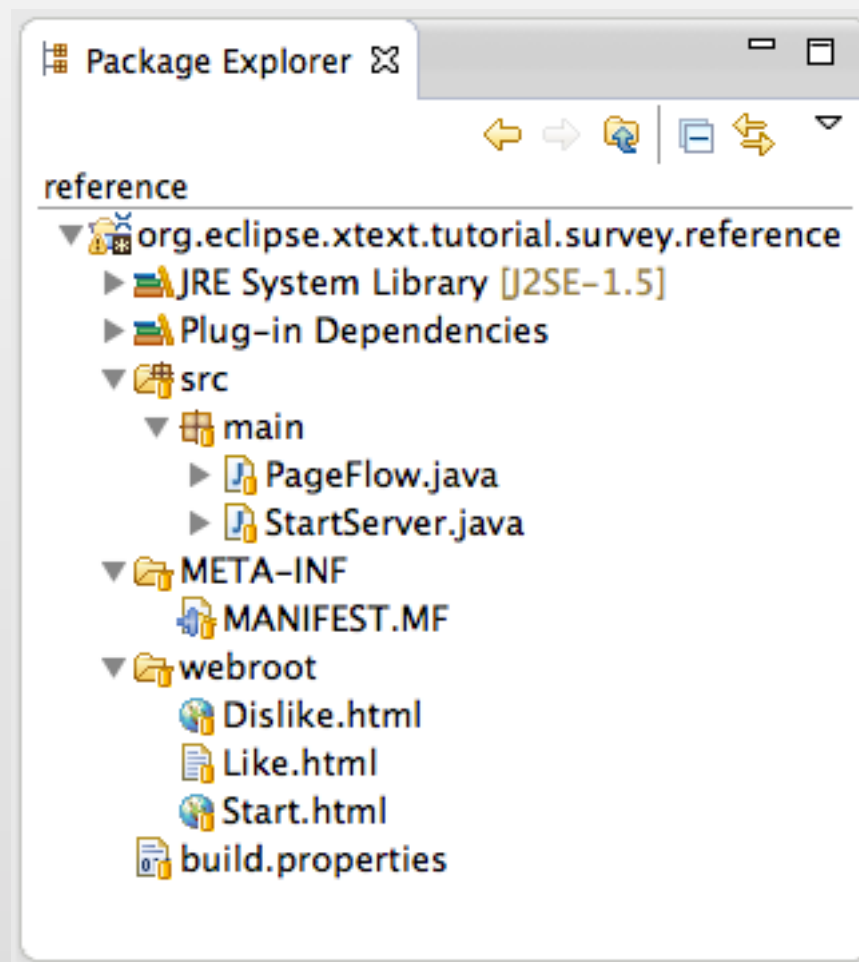 Package Explorer
reference
org.eclipse.xtext.tutorial.survey.reference
JRE System Library [J2SE-1.5]
Plug-in Dependencies
src
main
PageFlow.java
StartServer.java
META-INF
MANIFEST.MF
webroot
Dislike.html
Like.html
Start.html
build.properties